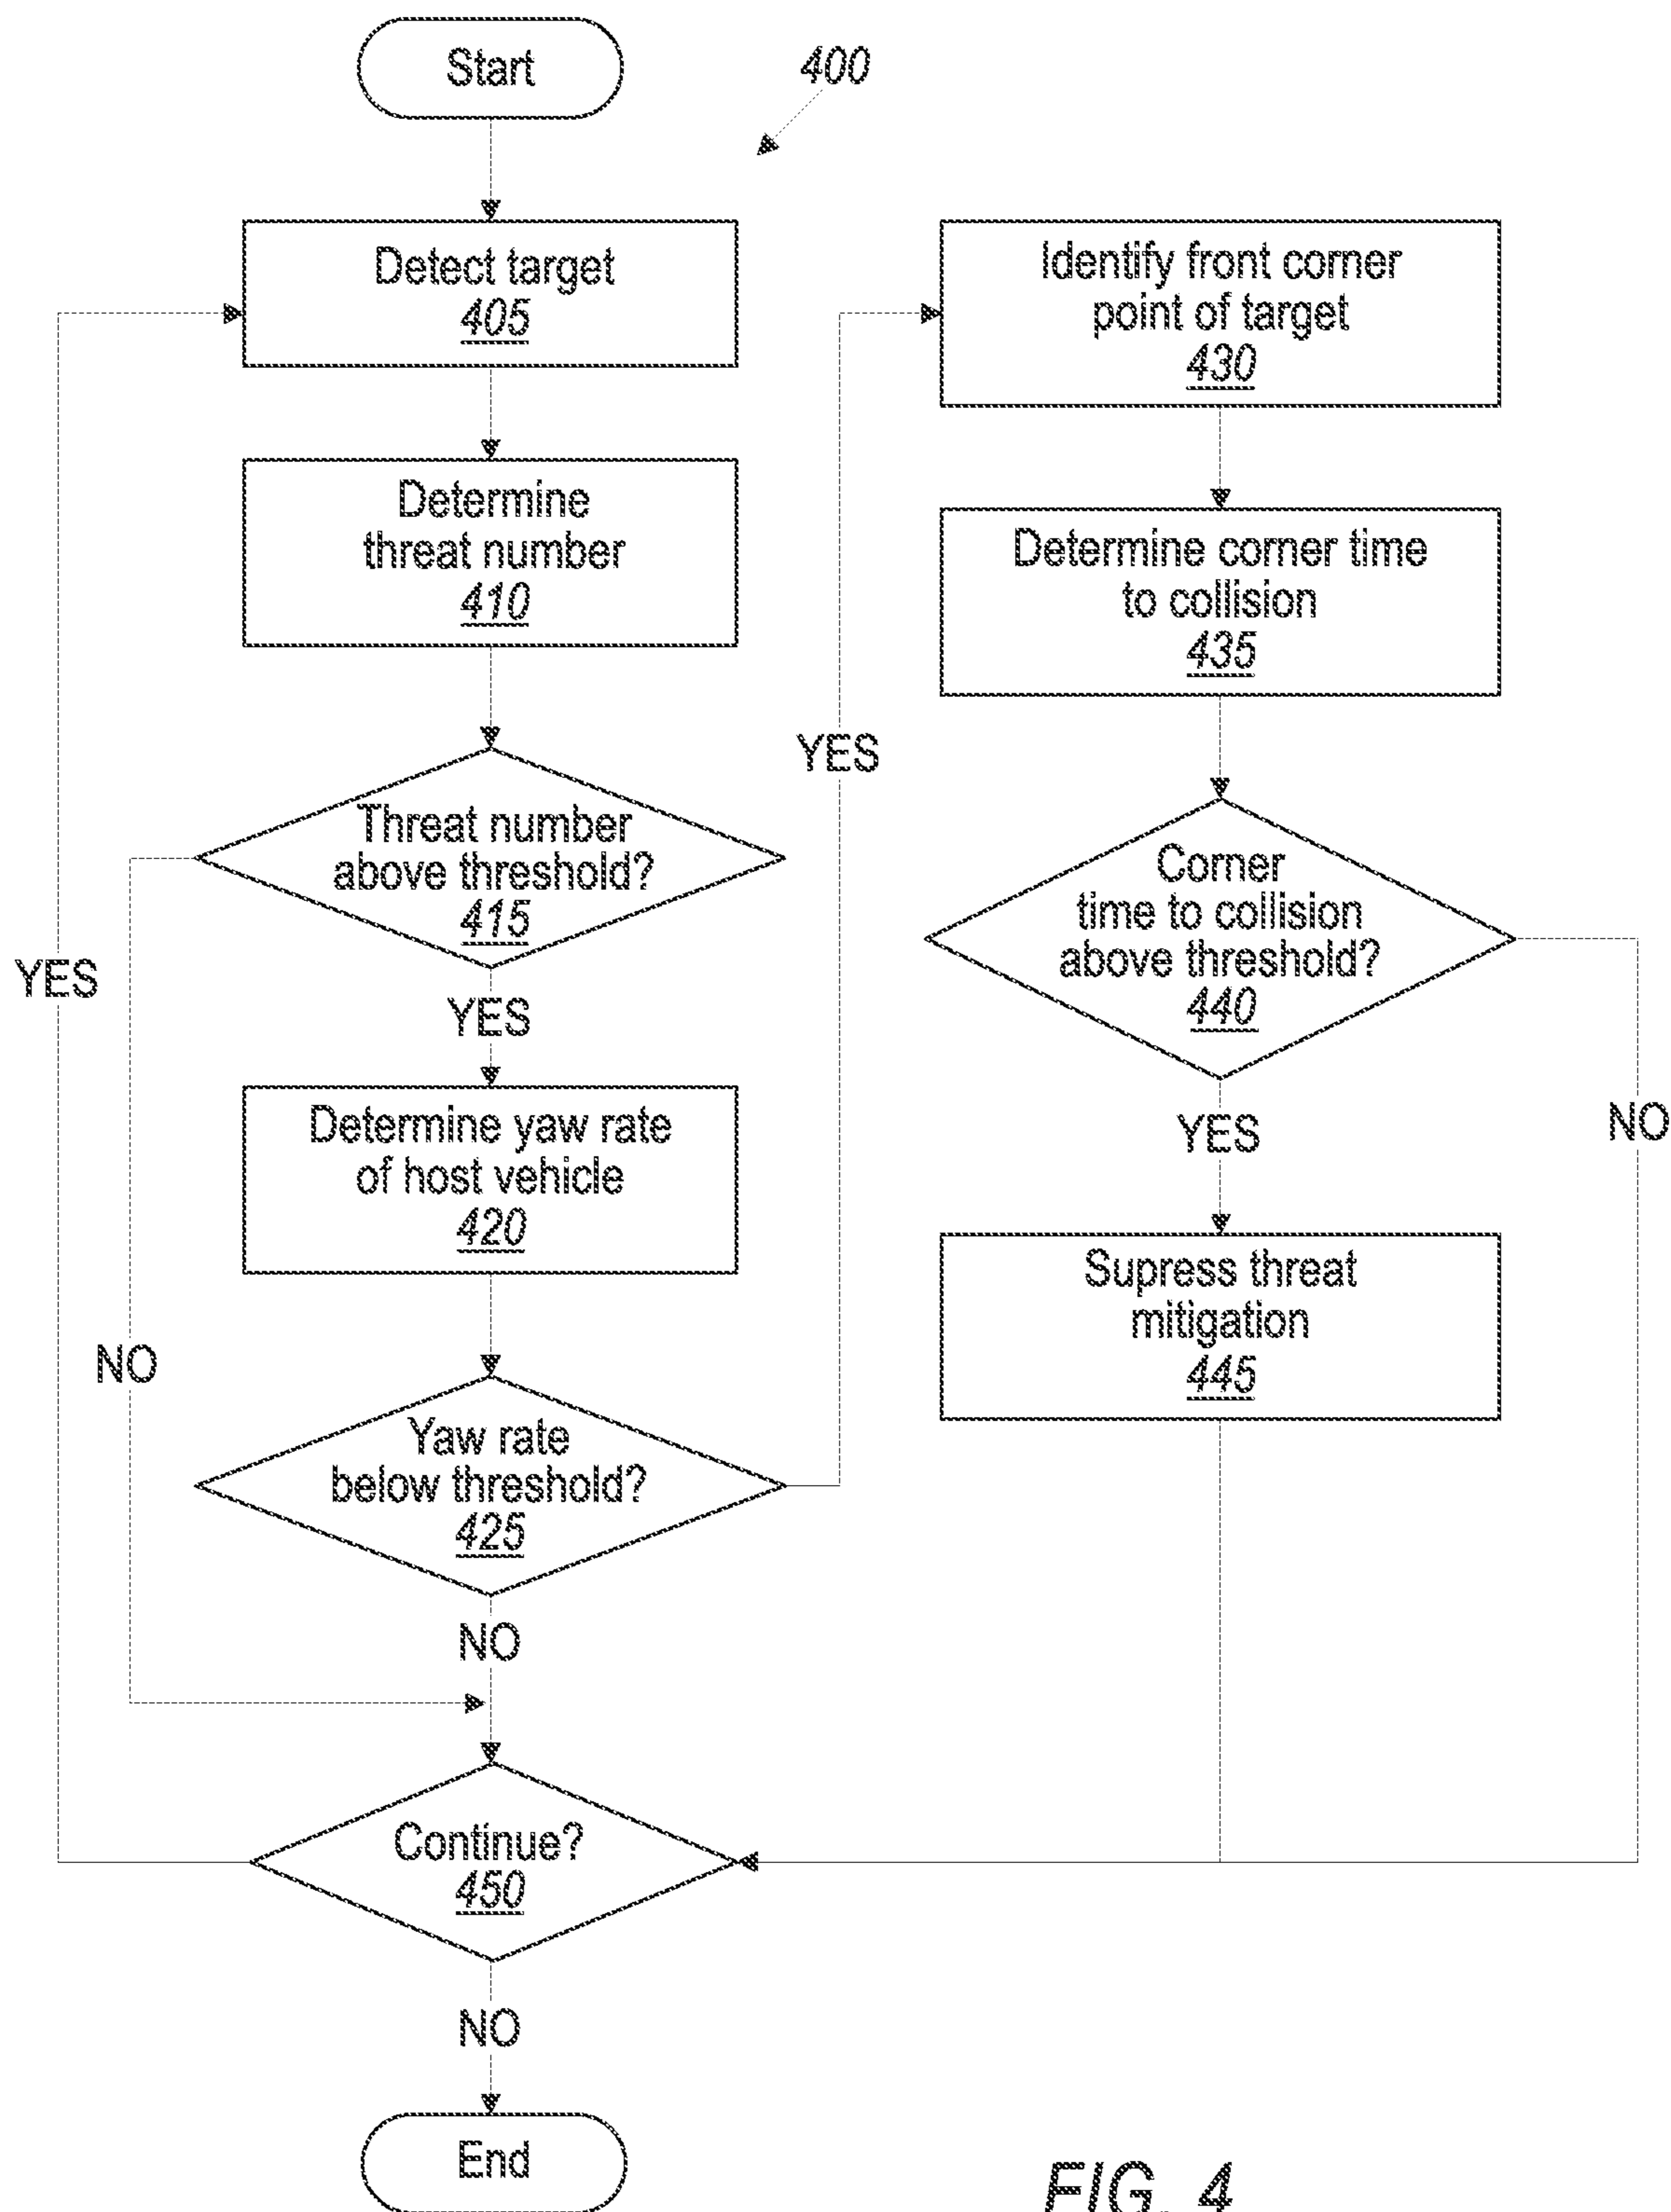 Start
400
Detect target
405
Determine
threat number
410
Threat number
above threshold?
415
YES
Determine yaw rate
of host vehicle
420
Yaw rate
below threshold?
425
NO
NO
YES
YES
Identify front corner
point of target
430
Determine corner time
to collision
435
Corner
time to collision
above threshold?
440
YES
NO
Supress threat
mitigation
445
Continue?
450
NO
End
FIG. 4